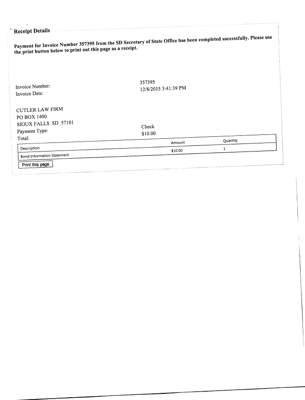 Receipt Details
Payment for Invoice Number 357395 from the SD Secretary of State Office has been completed successfully. Please use
the print button below to print out this page as a receipt.
Invoice Number: 357395
Invoice Date: 12/8/2015 3:41:39 PM
CUTLER LAW FIRM
PO BOX 1400
SIOUX FALLS SD 57101
Payment Type: Check
Total: $10.00
Description Amount Quantity
Bond Information Statement $10.00 1
Print this page